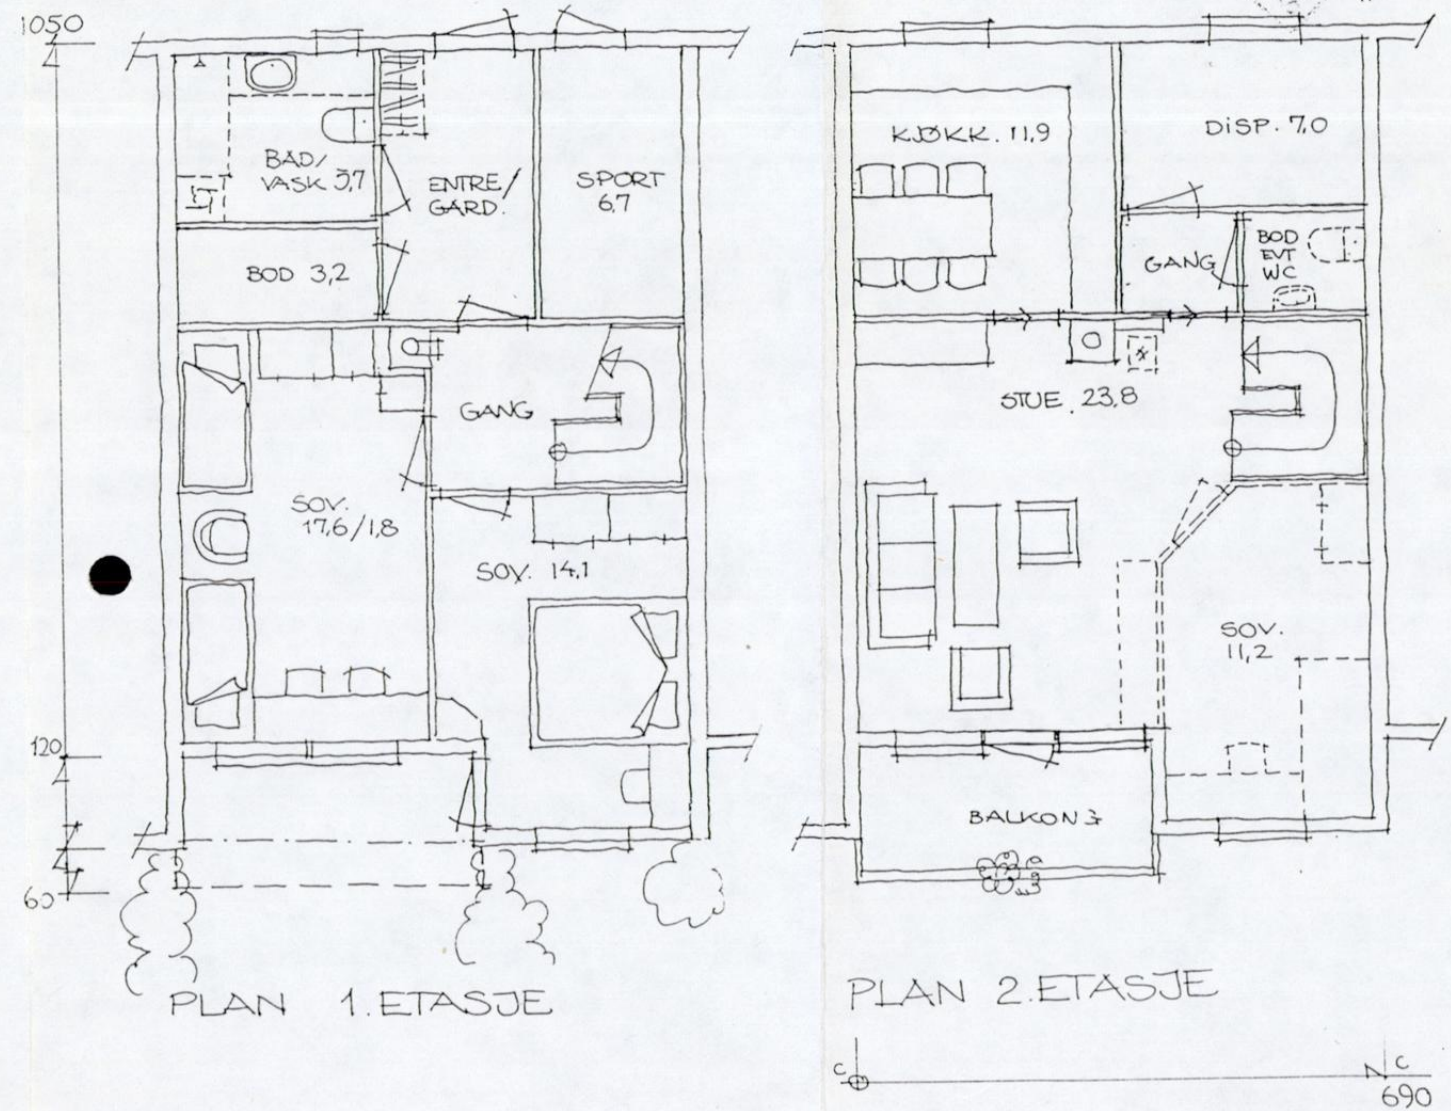 1050
BAD/
VASK 3,7
ENTRE/
GARD.
SPORT
6,7
BOD 3,2
GANG
SOV.
17,6/1,8
SOV. 14,1
120
60
PLAN 1. ETASJE
KJØKK. 11,9
DISP. 7,0
GANG
BOD
EVT
WC
STUE. 23,8
SOV.
11,2
BALKONG
PLAN 2. ETASJE
C
C
690